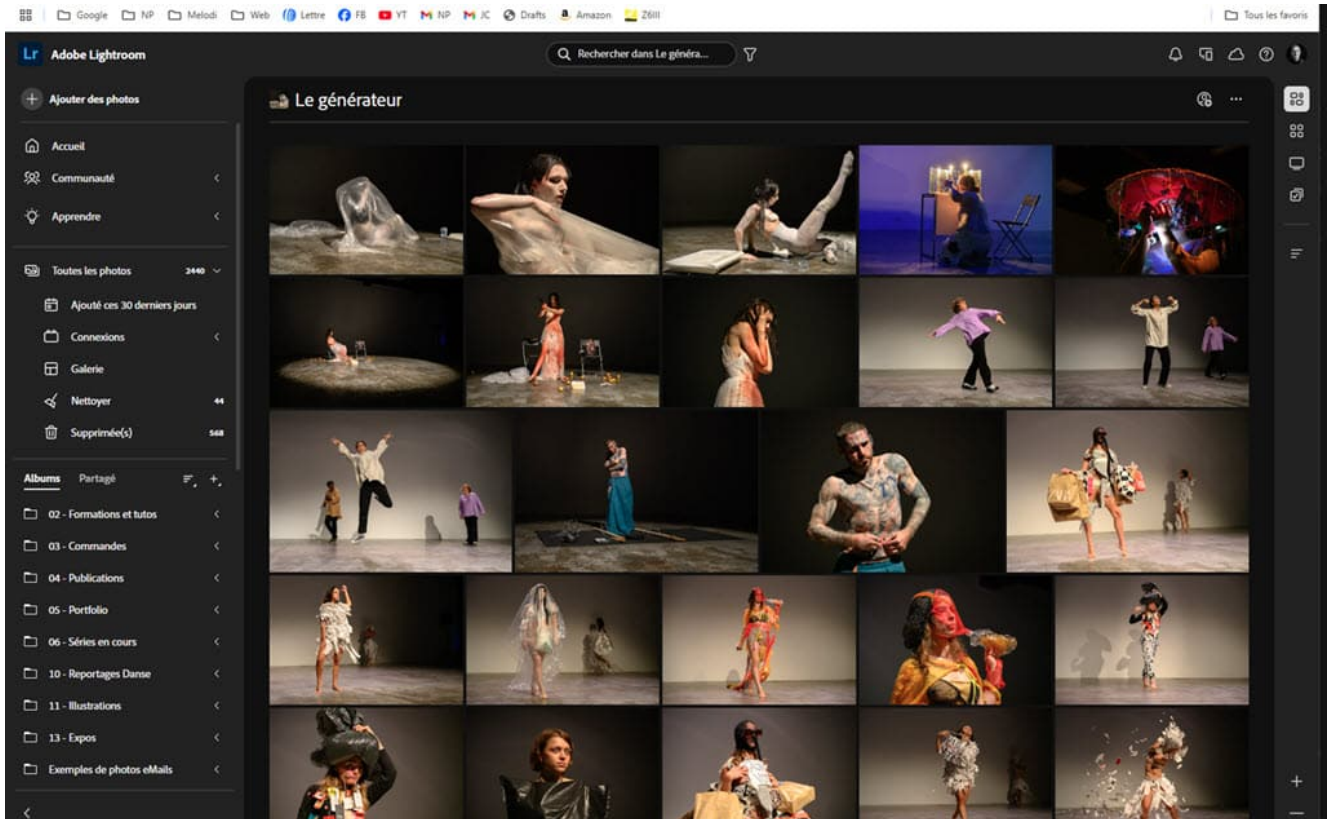 Google NP Melodi Web Lettre FB YT NP JC Drafts Amazon Z6III Tous les favoris
Lr Adobe Lightroom
Rechercher dans Le généra...
Ajouter des photos
Le générateur
Accueil
Communauté
Apprendre
Toutes les photos 2440
Ajouté ces 30 derniers jours
Connexions
Galerie
Nettoyer 44
Supprimée(s) 568
Albums Partagé
02 - Formations et tutos
03 - Commandes
04 - Publications
05 - Portfolio
06 - Séries en cours
10 - Reportages Danse
11 - Illustrations
13 - Expos
Exemples de photos eMails